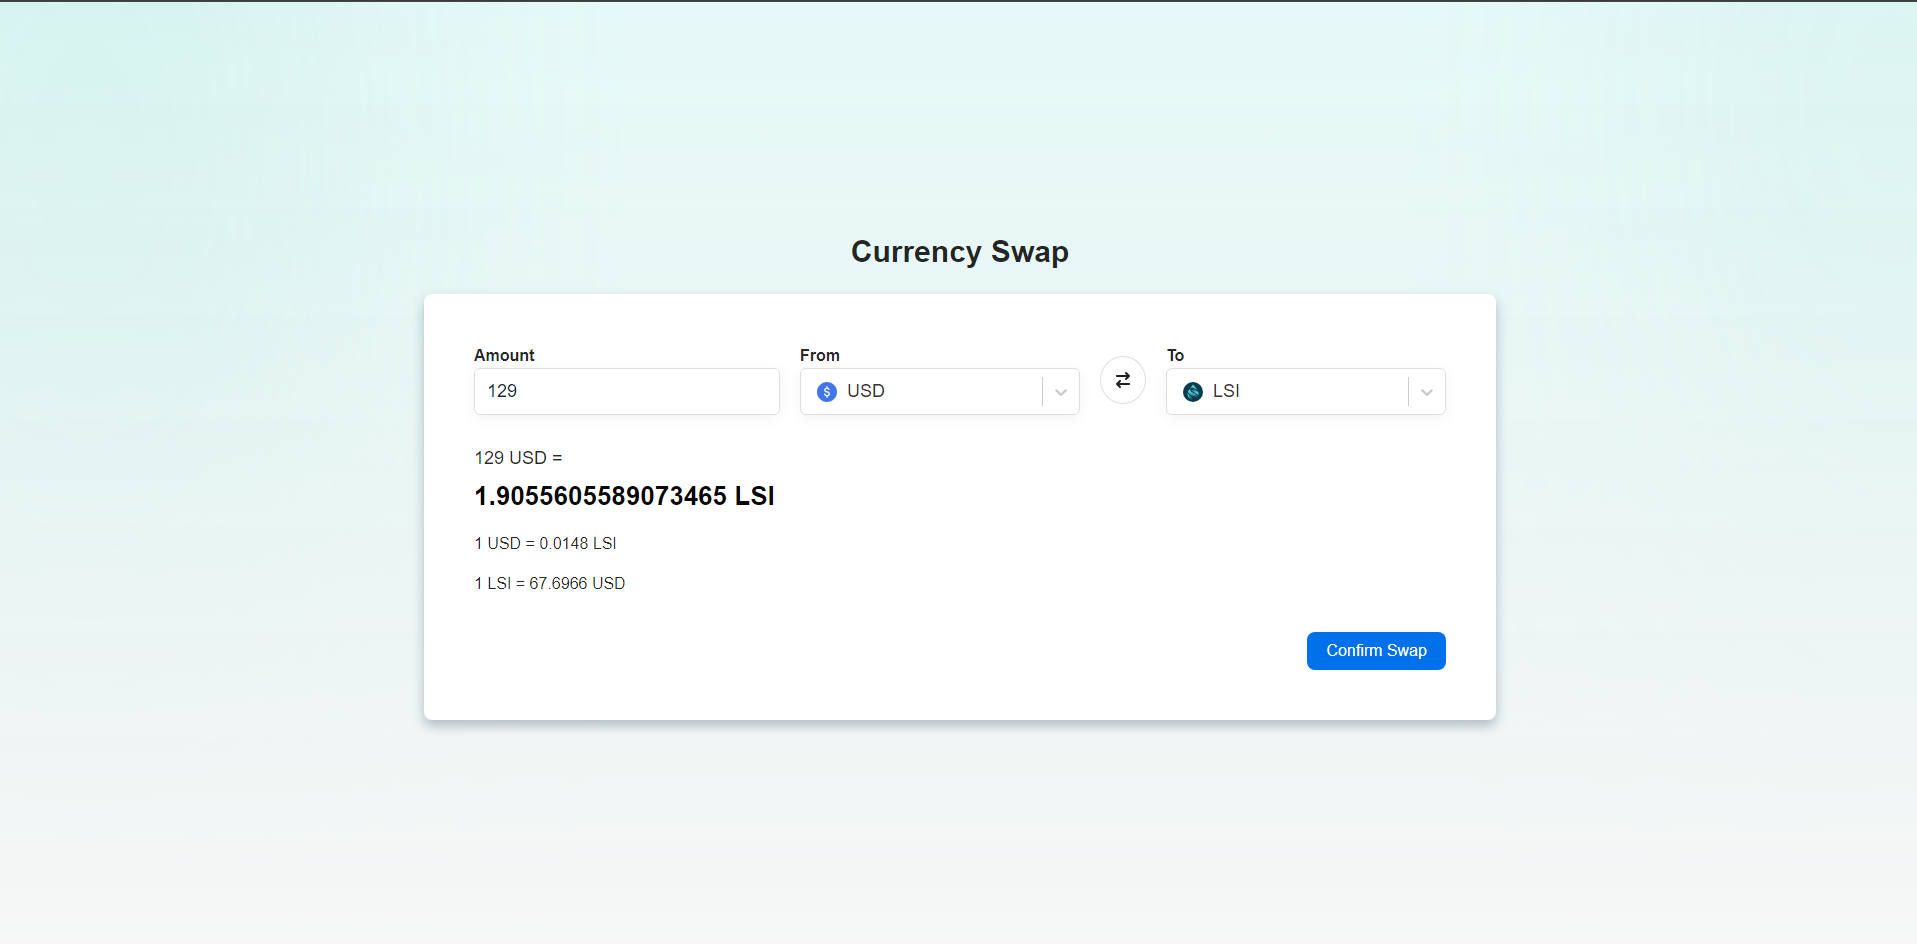 Currency Swap
Amount
From
To
129
USD
LSI
129 USD =
1.9055605589073465 LSI
1 USD = 0.0148 LSI
1 LSI = 67.6966 USD
Confirm Swap